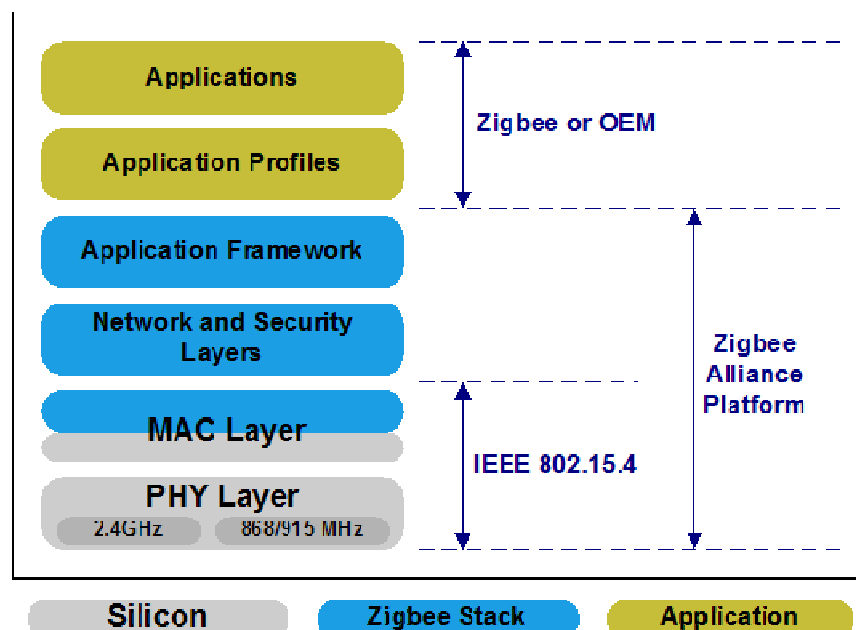 Applications
Zigbee or OEM
Application Profiles
Application Framework
Network and Security
Layers
Zigbee
Alliance
Platform
MAC Layer
IEEE 802.15.4
PHY Layer
2.4GHz
868/915 MHz
Silicon
Zigbee Stack
Application